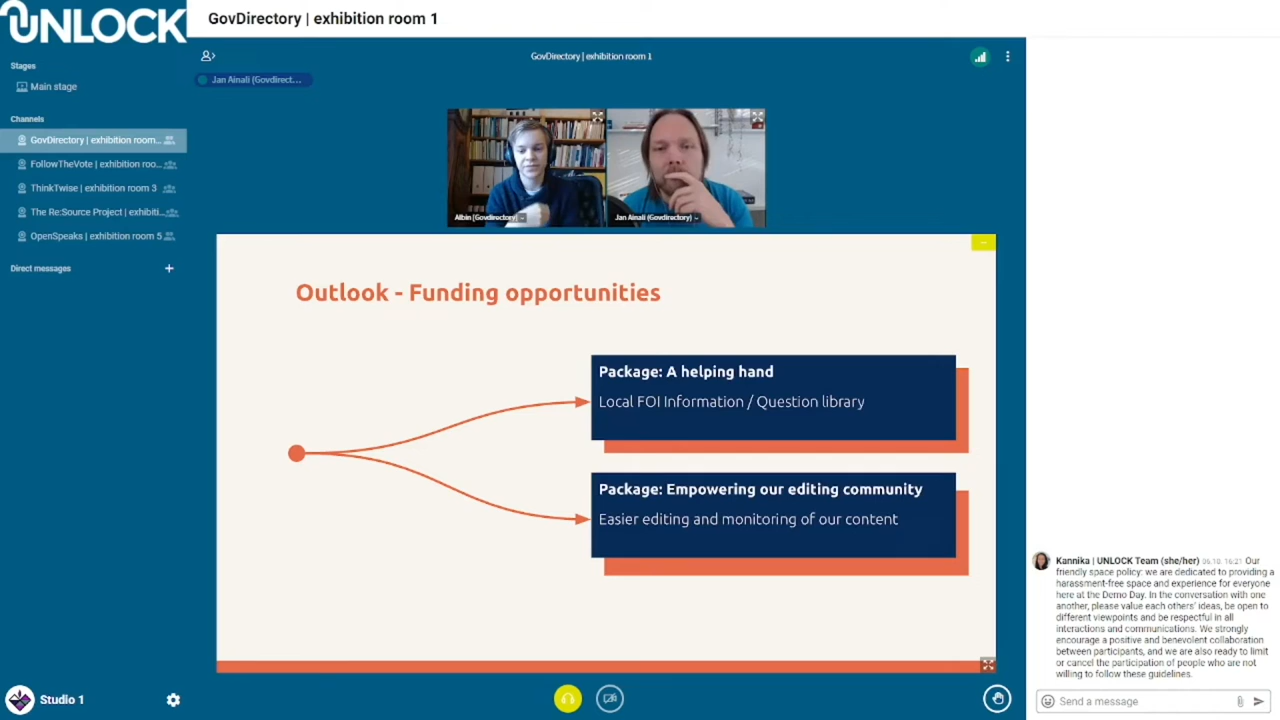 UNLOCK
GovDirectory | exhibition room 1
Stages
Main stage
Channels
GovDirectory | exhibition room...
FollowTheVote | exhibition roo...
ThinkTwise | exhibition room 3
The Re:Source Project | exhibiti...
OpenSpeaks | exhibition room 5
Direct messages
GovDirectory | exhibition room 1
Jan Ainali (Govdirect...
Albin (Govdirectory)
Jan Ainali (Govdirectory)
Outlook - Funding opportunities
Package: A helping hand
Local FOI Information / Question library
Package: Empowering our editing community
Easier editing and monitoring of our content
Kannika | UNLOCK Team (she/her) 05.10. 16:21 Our
friendly space policy: we are dedicated to providing a
harassment-free space and experience for everyone
here at the Demo Day. In the conversation with one
another, please value each others' ideas, be open to
different viewpoints and be respectful in all
interactions and communications. We strongly
encourage a positive and benevolent collaboration
between participants, and we are also ready to limit
or cancel the participation of people who are not
willing to follow these guidelines.
Studio 1
Send a message